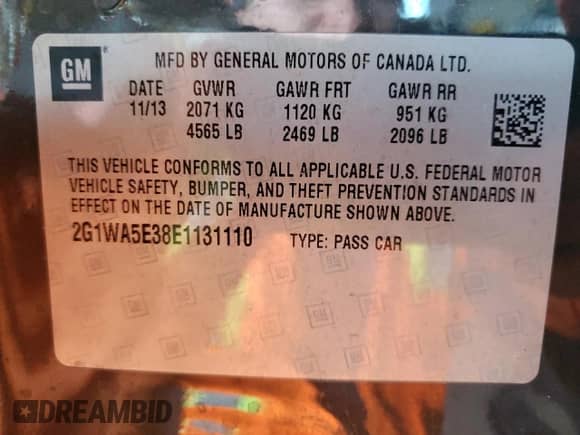 GM
MFD BY GENERAL MOTORS OF CANADA LTD.
DATE GVWR GAWR FRT GAWR RR
11/13 2071 KG 1120 KG 951 KG
4565 LB 2469 LB 2096 LB
THIS VEHICLE CONFORMS TO ALL APPLICABLE U.S. FEDERAL MOTOR
VEHICLE SAFETY, BUMPER, AND THEFT PREVENTION STANDARDS IN
EFFECT ON THE DATE OF MANUFACTURE SHOWN ABOVE.
2G1WA5E38E1131110 TYPE: PASS CAR
DREAMBID